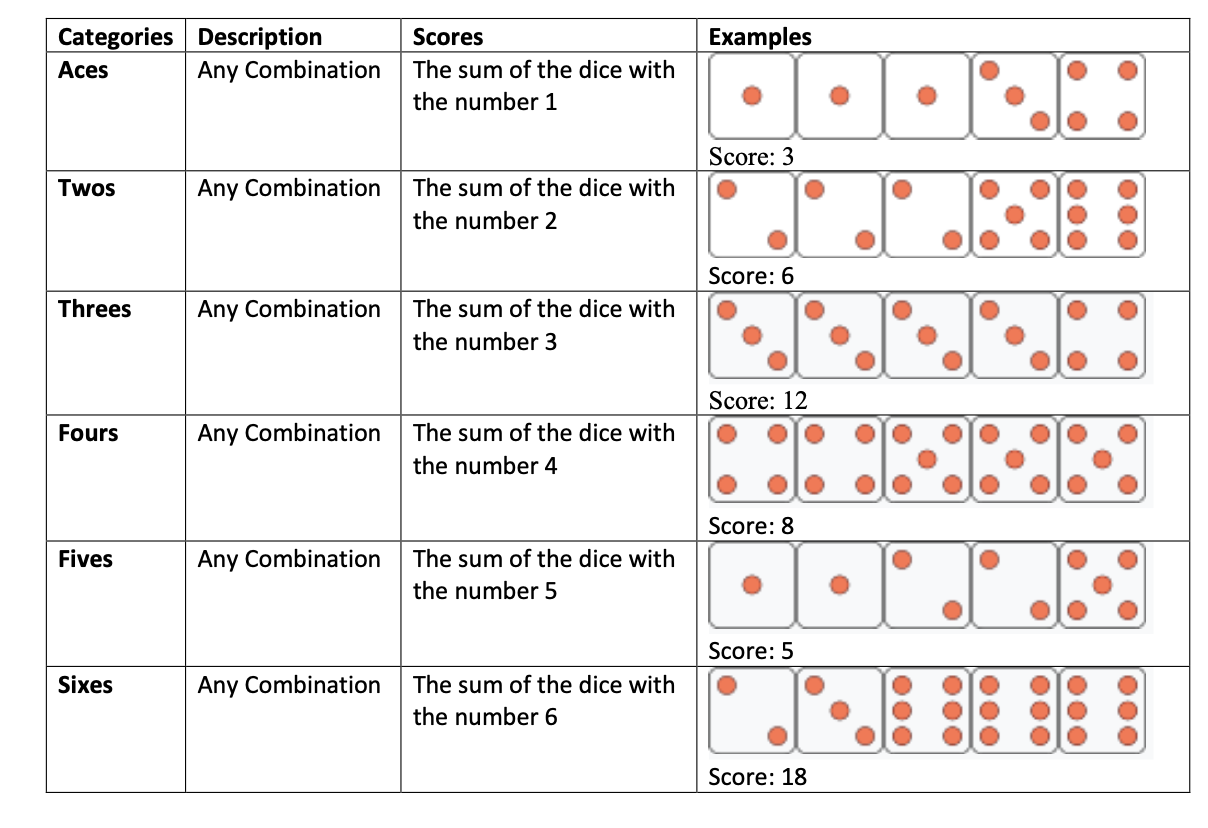 Categories Description Scores Examples
Aces Any Combination The sum of the dice with
the number 1
Score: 3
Twos Any Combination The sum of the dice with
the number 2
Score: 6
Threes Any Combination The sum of the dice with
the number 3
Score: 12
Fours Any Combination The sum of the dice with
the number 4
Score: 8
Fives Any Combination The sum of the dice with
the number 5
Score: 5
Sixes Any Combination The sum of the dice with
the number 6
Score: 18